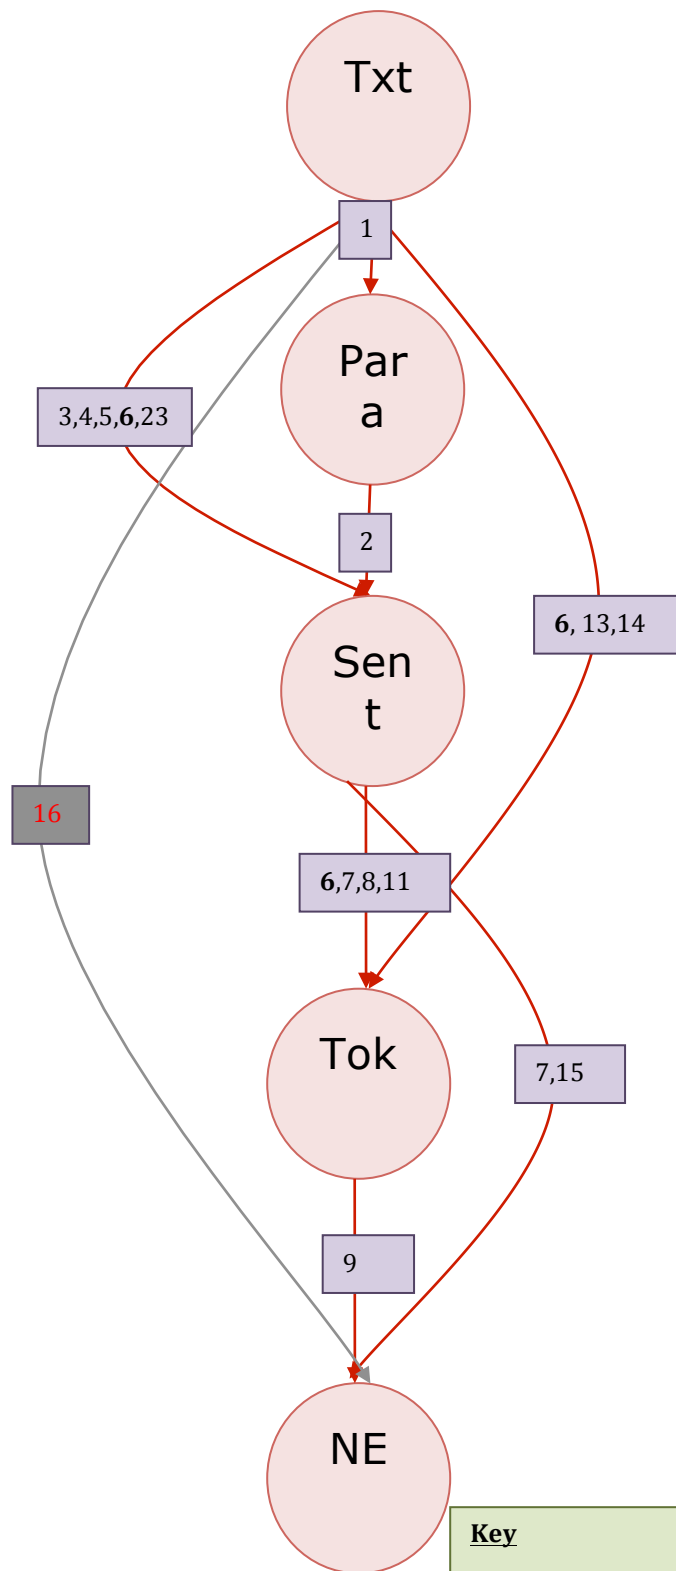 Txt
1
Par
a
3,4,5,6,23
2
6, 13,14
Sen
t
16
6,7,8,11
Tok
7,15
9
NE
Key